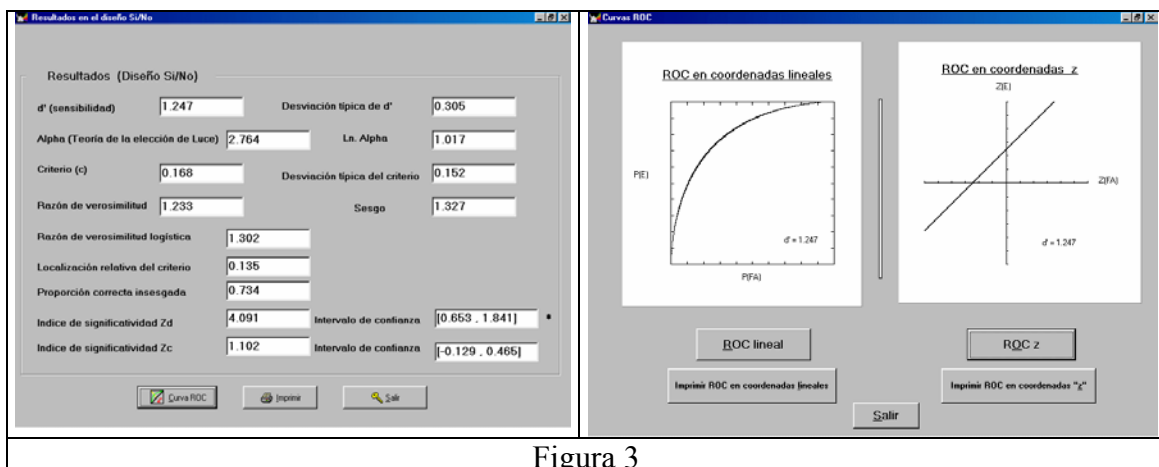 Resultados en el diseño Si/No
Resultados (Diseño Si/No)
d' (sensibilidad) 1.247 Desviación típica de d' 0.305
Alpha (Teoría de la elección de Luce) 2.764 Ln. Alpha 1.017
Criterio (c) 0.168 Desviación típica del criterio 0.152
Razón de verosimilitud 1.233 Sesgo 1.327
Razón de verosimilitud logística 1.302
Localización relativa del criterio 0.135
Proporción correcta insesgada 0.734
Indice de significatividad Zd 4.091 Intervalo de confianza [0.653 , 1.841] *
Indice de significatividad Zc 1.102 Intervalo de confianza [-0.129 , 0.465]
Curva ROC Imprimir Salir
Curvas ROC
ROC en coordenadas lineales
P(E)
d' = 1.247
P(FA)
ROC en coordenadas z
Z(E)
Z(FA)
d' = 1.247
ROC lineal ROC z
Imprimir ROC en coordenadas lineales Imprimir ROC en coordenadas "z"
Salir
Figura 3